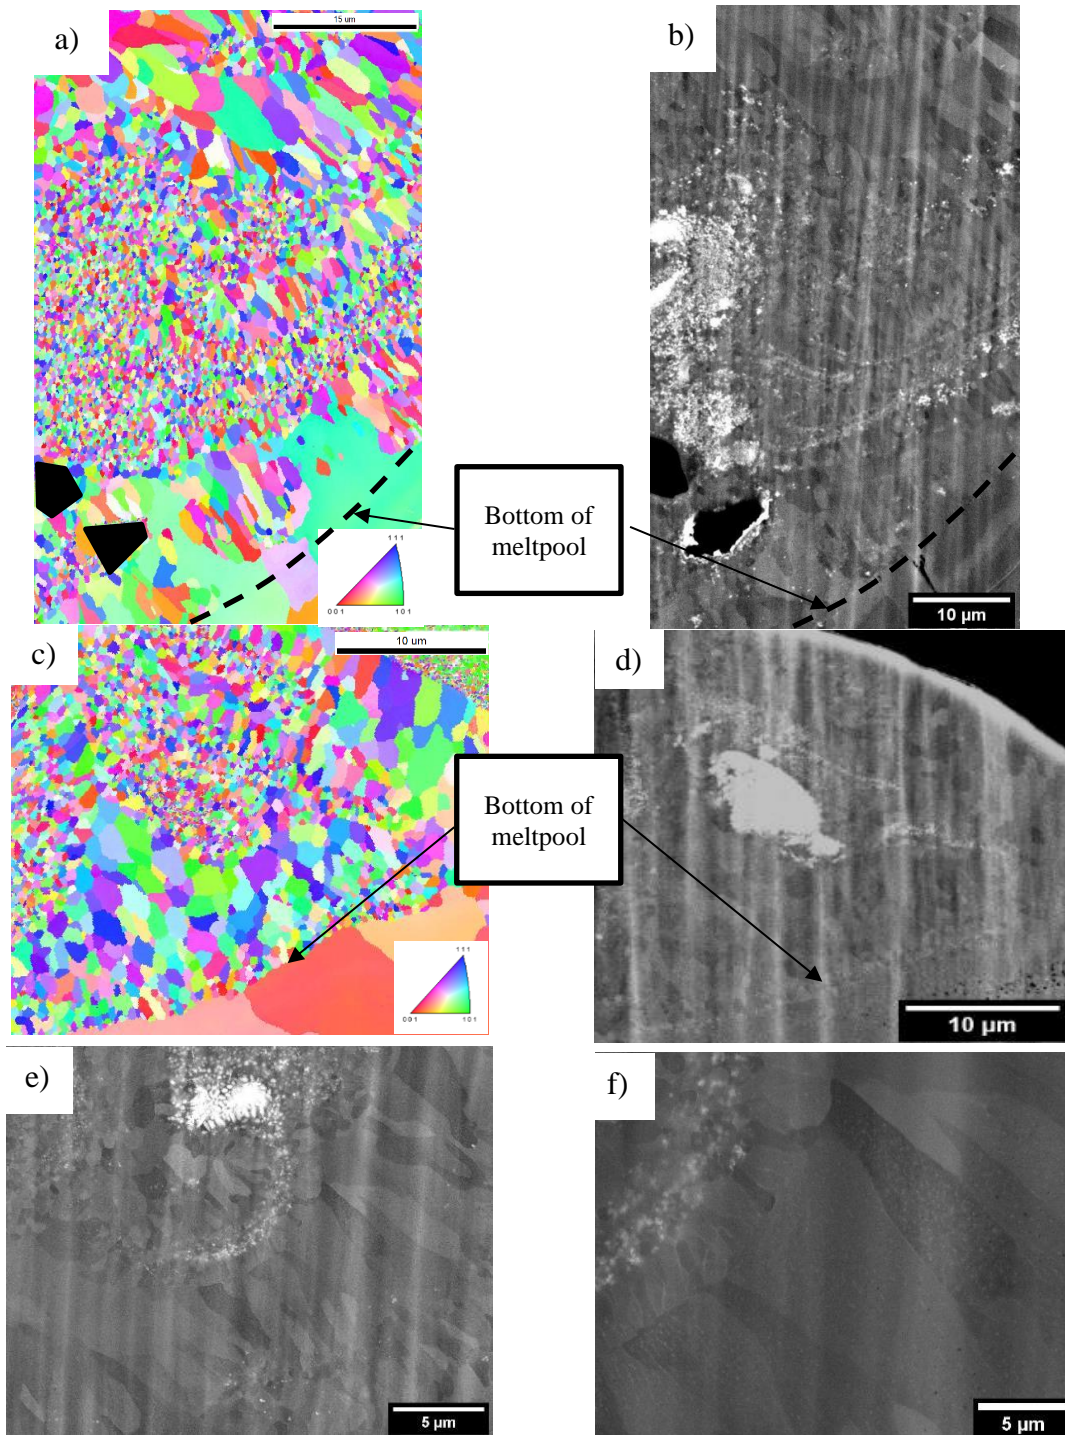 a)
15 um
b)
Bottom of
meltpool
111
001
101
10 µm
c)
10 um
d)
Bottom of
meltpool
111
001
101
10 µm
e)
f)
5 µm
5 µm